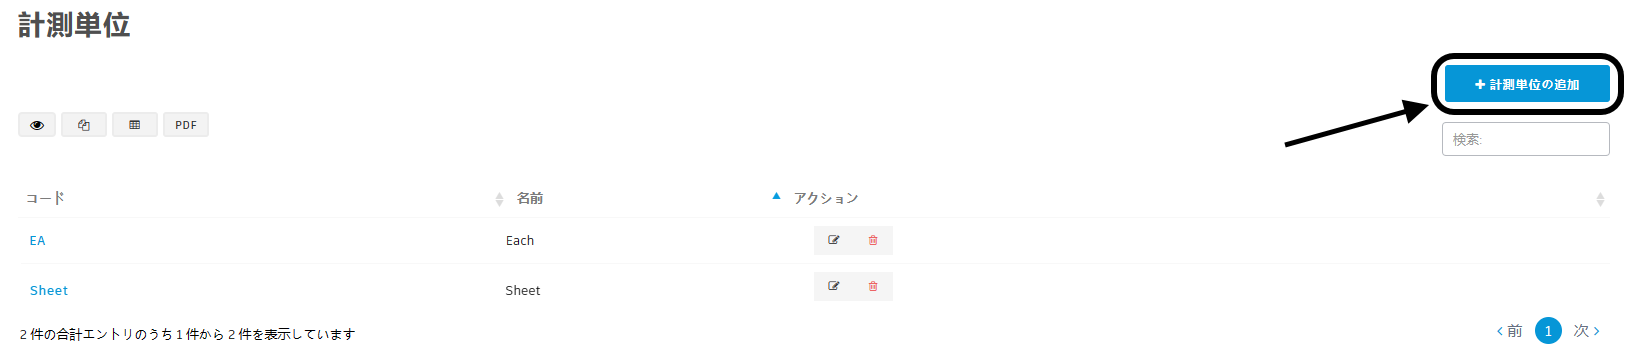 計測単位
+ 計測単位の追加
PDF
検索:
コード 名前 アクション
EA Each
Sheet Sheet
2 件の合計エントリのうち 1 件から 2 件を表示しています
‹ 前 1 次 ›